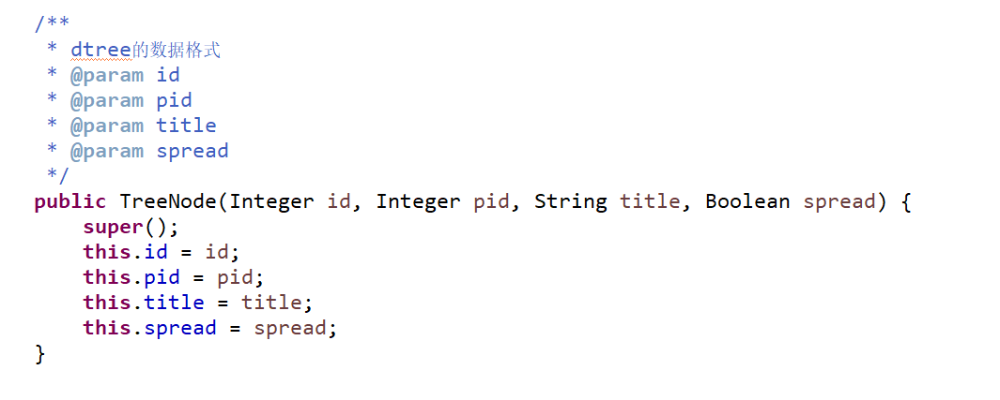 /**
 * dtree的数据格式
 * @param id
 * @param pid
 * @param title
 * @param spread
 */
public TreeNode(Integer id, Integer pid, String title, Boolean spread) {
    super();
    this.id = id;
    this.pid = pid;
    this.title = title;
    this.spread = spread;
}